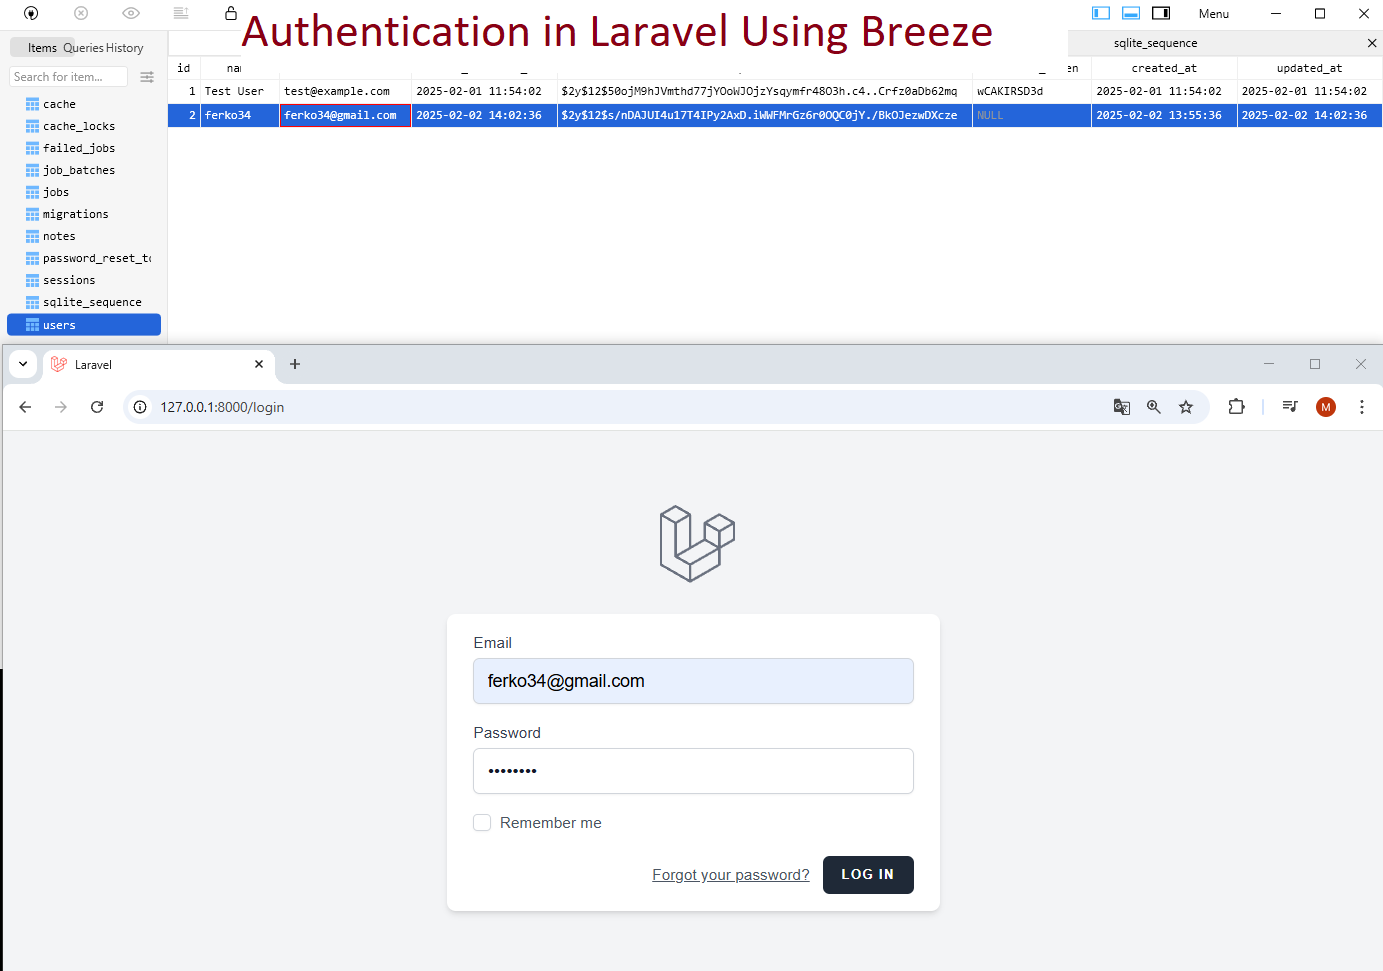 Authentication in Laravel Using Breeze
Menu
Items Queries History
sqlite_sequence
Search for item...
id created_at updated_at
1 Test User test@example.com 2025-02-01 11:54:02 $2y$12$50ojM9hJVmthd77jYOoWJOjzYsqymfr48O3h.c4..Crfz0aDb62mq wCAKIRSD3d 2025-02-01 11:54:02 2025-02-01 11:54:02
2 ferko34 ferko34@gmail.com 2025-02-02 14:02:36 $2y$12$s/nDAJUI4u17T4IPy2AxD.iWWFMrGz6r0OQC0jY./BkOJezwDXcze NULL 2025-02-02 13:55:36 2025-02-02 14:02:36
cache
cache_locks
failed_jobs
job_batches
jobs
migrations
notes
password_reset_to
sessions
sqlite_sequence
users
Laravel
127.0.0.1:8000/login
M
Email
ferko34@gmail.com
Password
••••••••
Remember me
Forgot your password? LOG IN